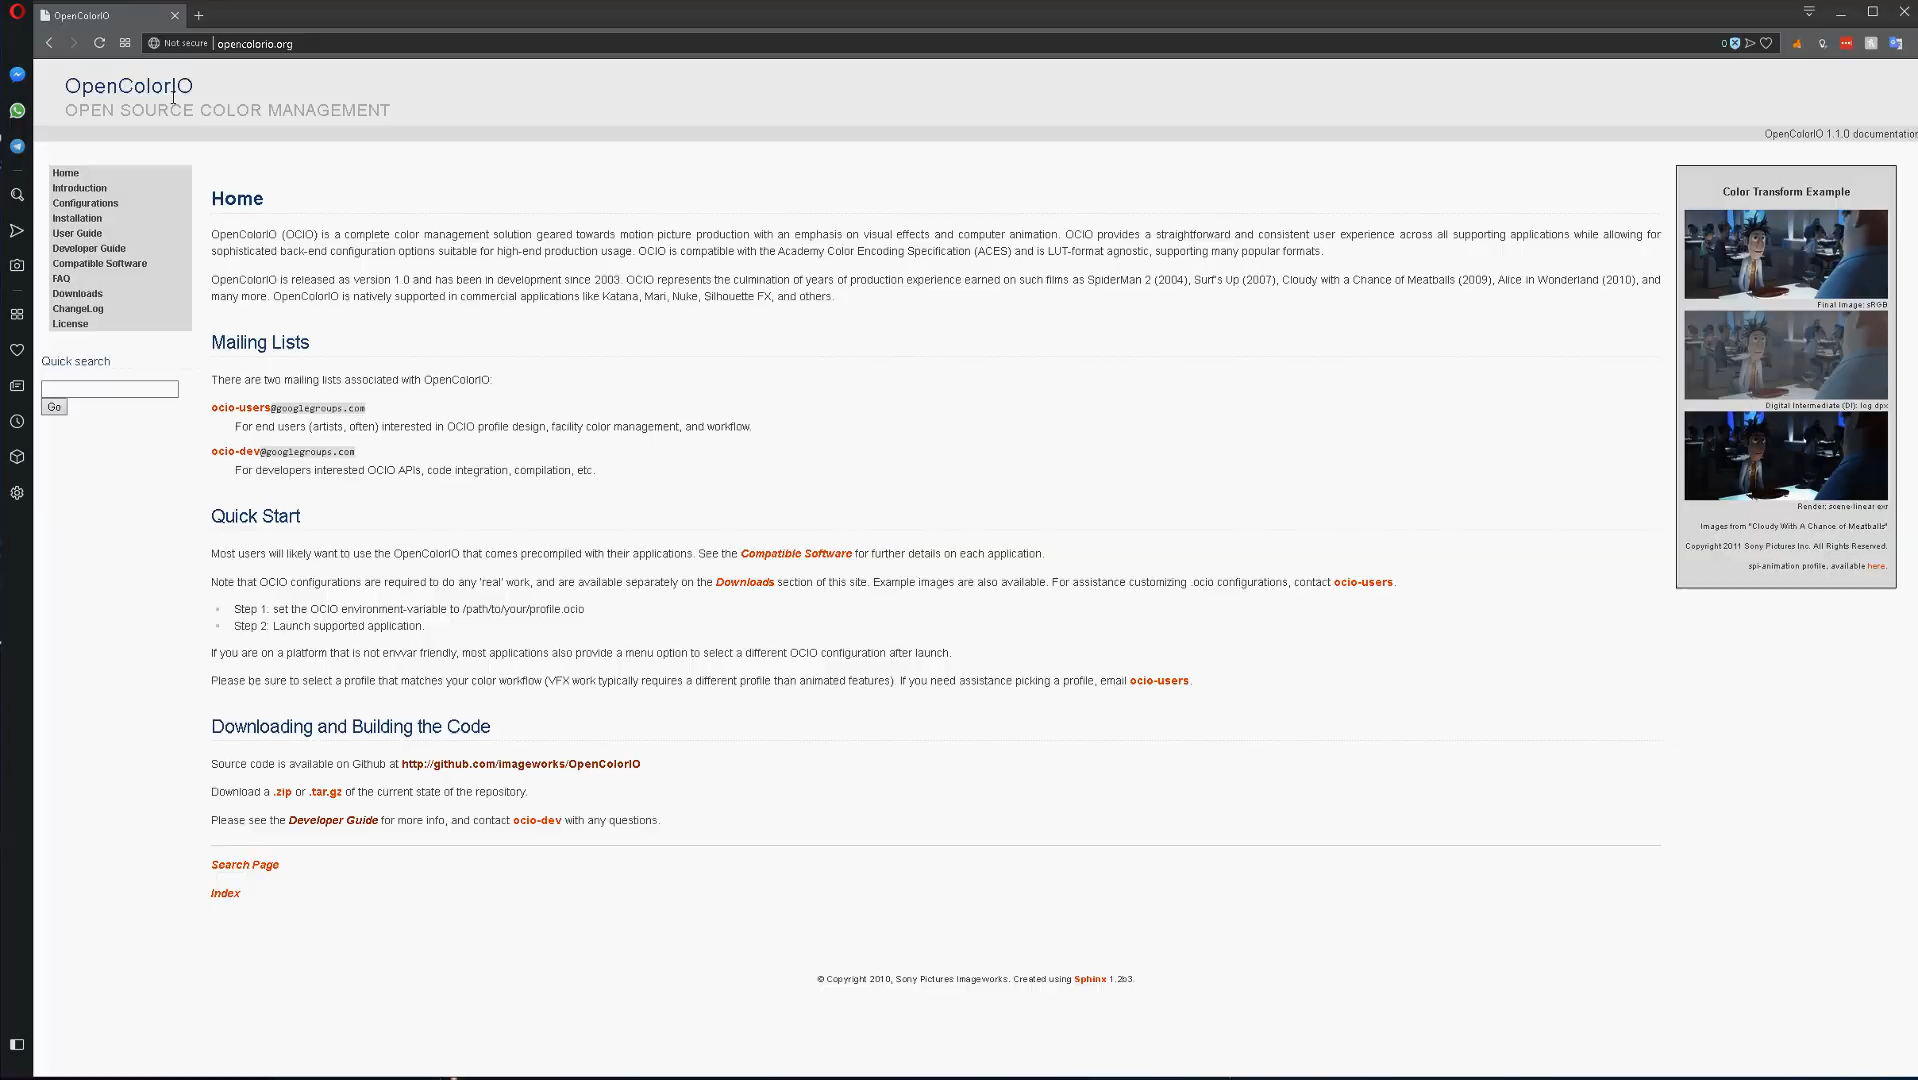 OpenColorIO
Not secure
opencolorio.org
0
OpenColorIO
OPEN SOURCE COLOR MANAGEMENT
OpenColorIO 1.1.0 documentation
Home
Introduction
Configurations
Installation
User Guide
Developer Guide
Compatible Software
FAQ
Downloads
ChangeLog
License
Quick search
Go
Home
OpenColorIO (OCIO) is a complete color management solution geared towards motion picture production with an emphasis on visual effects and computer animation. OCIO provides a straightforward and consistent user experience across all supporting applications while allowing for
sophisticated back-end configuration options suitable for high-end production usage. OCIO is compatible with the Academy Color Encoding Specification (ACES) and is LUT-format agnostic, supporting many popular formats.
OpenColorIO is released as version 1.0 and has been in development since 2003. OCIO represents the culmination of years of production experience earned on such films as SpiderMan 2 (2004), Surf's Up (2007), Cloudy with a Chance of Meatballs (2009), Alice in Wonderland (2010), and
many more. OpenColorIO is natively supported in commercial applications like Katana, Mari, Nuke, Silhouette FX, and others.
Mailing Lists
There are two mailing lists associated with OpenColorIO:
ocio-users@googlegroups.com
For end users (artists, often) interested in OCIO profile design, facility color management, and workflow.
ocio-dev@googlegroups.com
For developers interested OCIO APIs, code integration, compilation, etc.
Quick Start
Most users will likely want to use the OpenColorIO that comes precompiled with their applications. See the Compatible Software for further details on each application.
Note that OCIO configurations are required to do any 'real' work, and are available separately on the Downloads section of this site. Example images are also available. For assistance customizing .ocio configurations, contact ocio-users.
Step 1: set the OCIO environment-variable to /path/to/your/profile.ocio
Step 2: Launch supported application.
If you are on a platform that is not envvar friendly, most applications also provide a menu option to select a different OCIO configuration after launch.
Please be sure to select a profile that matches your color workflow (VFX work typically requires a different profile than animated features). If you need assistance picking a profile, email ocio-users.
Downloading and Building the Code
Source code is available on Github at http://github.com/imageworks/OpenColorIO
Download a .zip or .tar.gz of the current state of the repository.
Please see the Developer Guide for more info, and contact ocio-dev with any questions.
Search Page
Index
© Copyright 2010, Sony Pictures Imageworks. Created using Sphinx 1.2b3.
Color Transform Example
Final Image: sRGB
Digital Intermediate (DI): log dpx
Render: scene-linear exr
Images from "Cloudy With A Chance of Meatballs"
Copyright 2011 Sony Pictures Inc. All Rights Reserved.
spi-animation profile, available here.